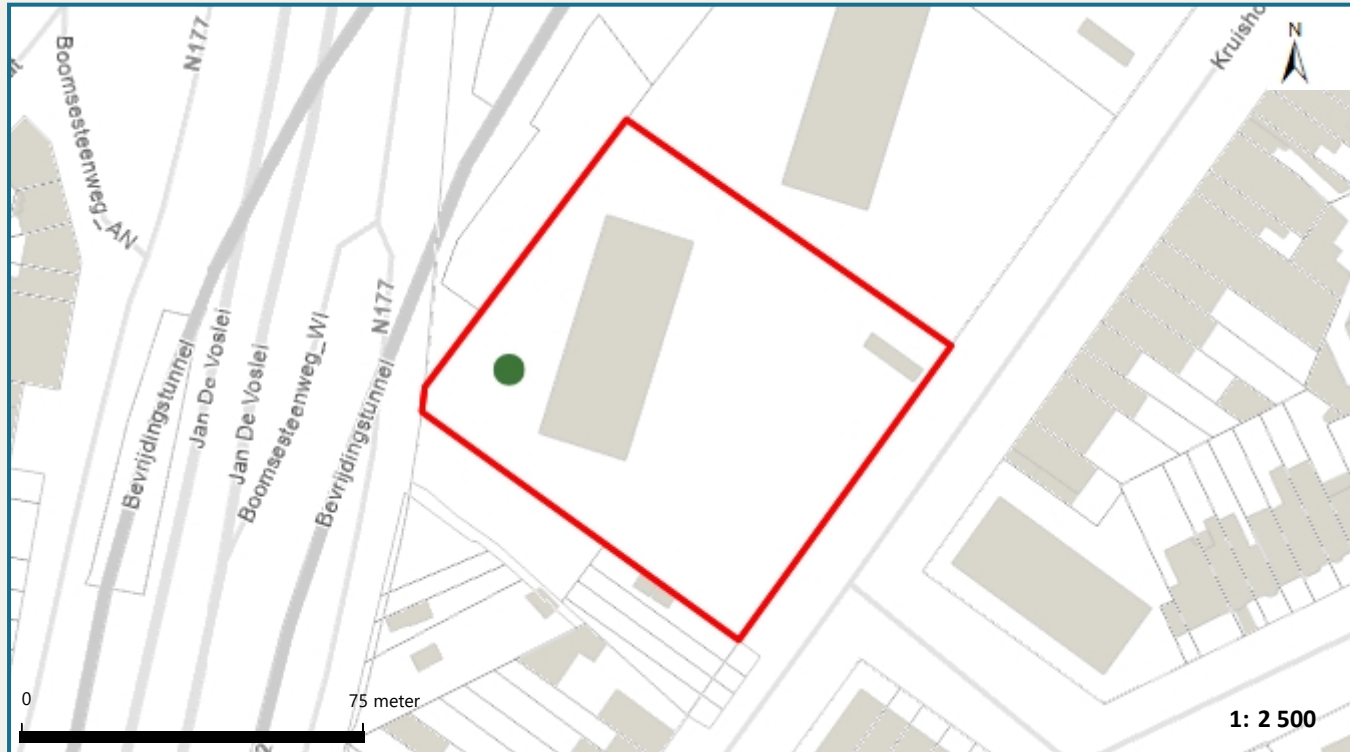 N177
Boomsesteenweg_AN
Kruisho
N
N177
Bevrijdingstunnel
Jan De Voslei
Jan De Voslei
Boomsesteenweg_WI
Bevrijdingstunnel
0
75 meter
1: 2 500